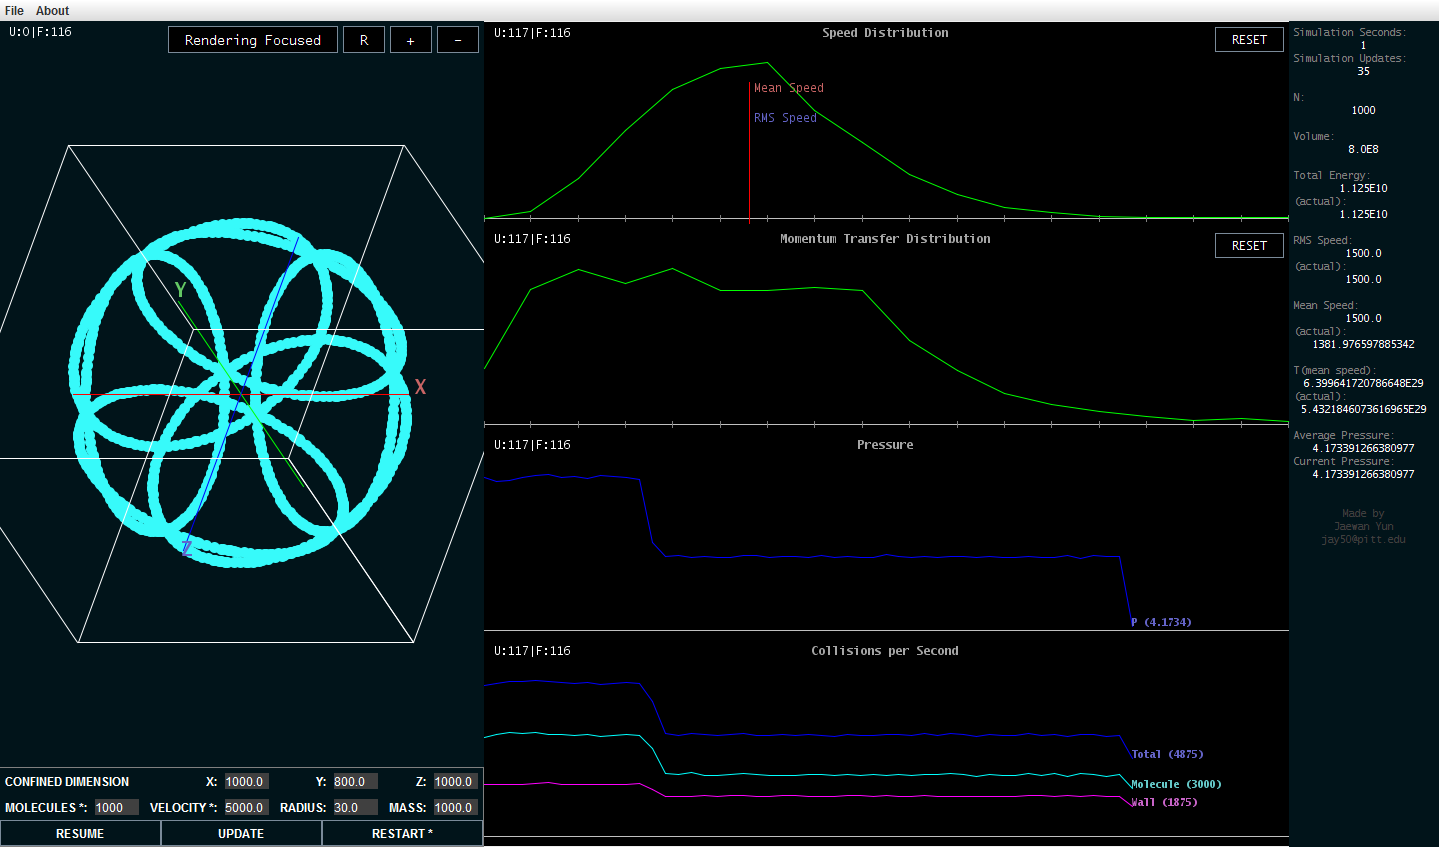 File About
U:0|F:116
Rendering Focused R + -
Y
X
Z
CONFINED DIMENSION X: 1000.0 Y: 800.0 Z: 1000.0
MOLECULES *: 1000 VELOCITY *: 5000.0 RADIUS: 30.0 MASS: 1000.0
RESUME UPDATE RESTART *
U:117|F:116 Speed Distribution RESET
Mean Speed
RMS Speed
U:117|F:116 Momentum Transfer Distribution RESET
U:117|F:116 Pressure
P (4.1734)
U:117|F:116 Collisions per Second
Total (4875)
Molecule (3000)
Wall (1875)
Simulation Seconds:
1
Simulation Updates:
35
N:
1000
Volume:
8.0E8
Total Energy:
1.125E10
(actual):
1.125E10
RMS Speed:
1500.0
(actual):
1500.0
Mean Speed:
1500.0
(actual):
1381.976597885342
T(mean speed):
6.399641720786648E29
(actual):
5.4321846073616965E29
Average Pressure:
4.173391266380977
Current Pressure:
4.173391266380977
Made by
Jaewan Yun
jay50@pitt.edu